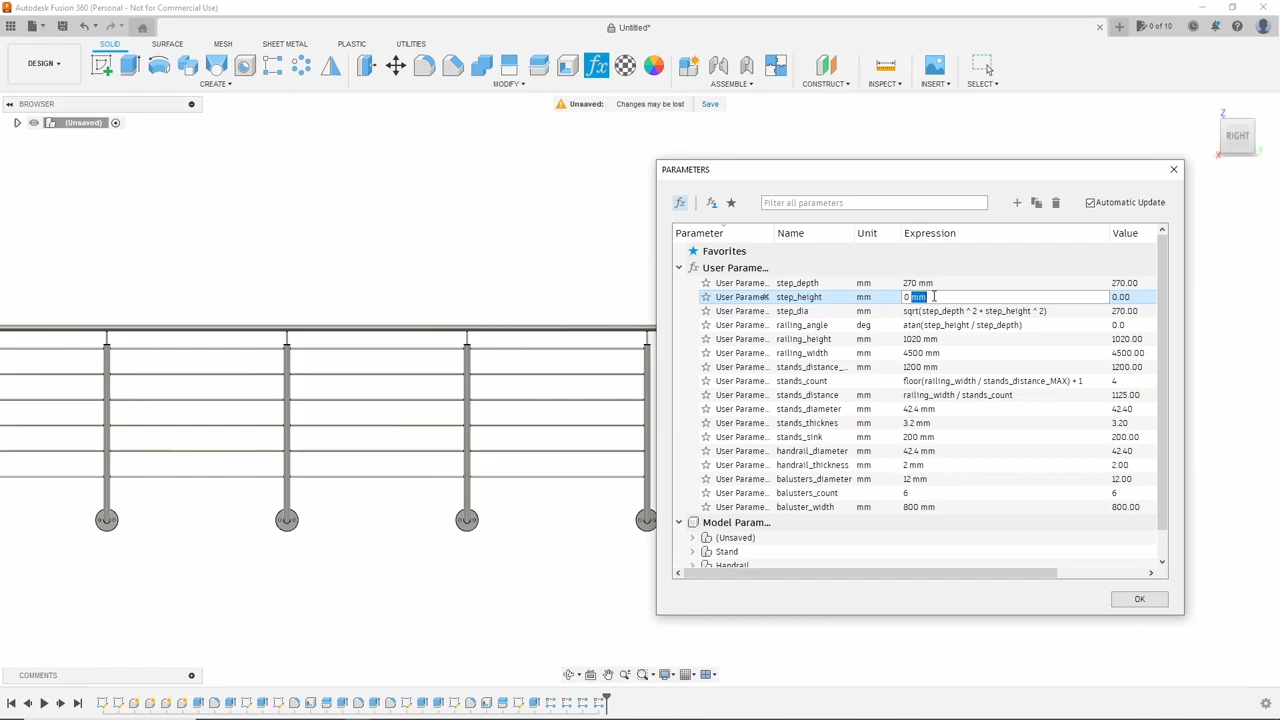 Autodesk Fusion 360 (Personal - Not for Commercial Use)
Untitled*
0 of 10
SOLID SURFACE MESH SHEET METAL PLASTIC UTILITIES
DESIGN
CREATE MODIFY ASSEMBLE CONSTRUCT INSPECT INSERT SELECT
BROWSER
Unsaved: Changes may be lost Save
(Unsaved)
Z
RIGHT
X
Y
PARAMETERS
fx Filter all parameters Automatic Update
Parameter Name Unit Expression Value
Favorites
fx User Parame...
User Parame... step_depth mm 270 mm 270.00
User Parame step_height mm 0 mm 0.00
User Parame... step_dia mm sqrt(step_depth ^ 2 + step_height ^ 2) 270.00
User Parame... railing_angle deg atan(step_height / step_depth) 0.0
User Parame... railing_height mm 1020 mm 1020.00
User Parame... railing_width mm 4500 mm 4500.00
User Parame... stands_distance_... mm 1200 mm 1200.00
User Parame... stands_count floor(railing_width / stands_distance_MAX) + 1 4
User Parame... stands_distance mm railing_width / stands_count 1125.00
User Parame... stands_diameter mm 42.4 mm 42.40
User Parame... stands_thicknes mm 3.2 mm 3.20
User Parame... stands_sink mm 200 mm 200.00
User Parame... handrail_diameter mm 42.4 mm 42.40
User Parame... handrail_thickness mm 2 mm 2.00
User Parame... balusters_diameter mm 12 mm 12.00
User Parame... balusters_count 6 6
User Parame... baluster_width mm 800 mm 800.00
Model Param...
(Unsaved)
Stand
Handrail
OK
COMMENTS